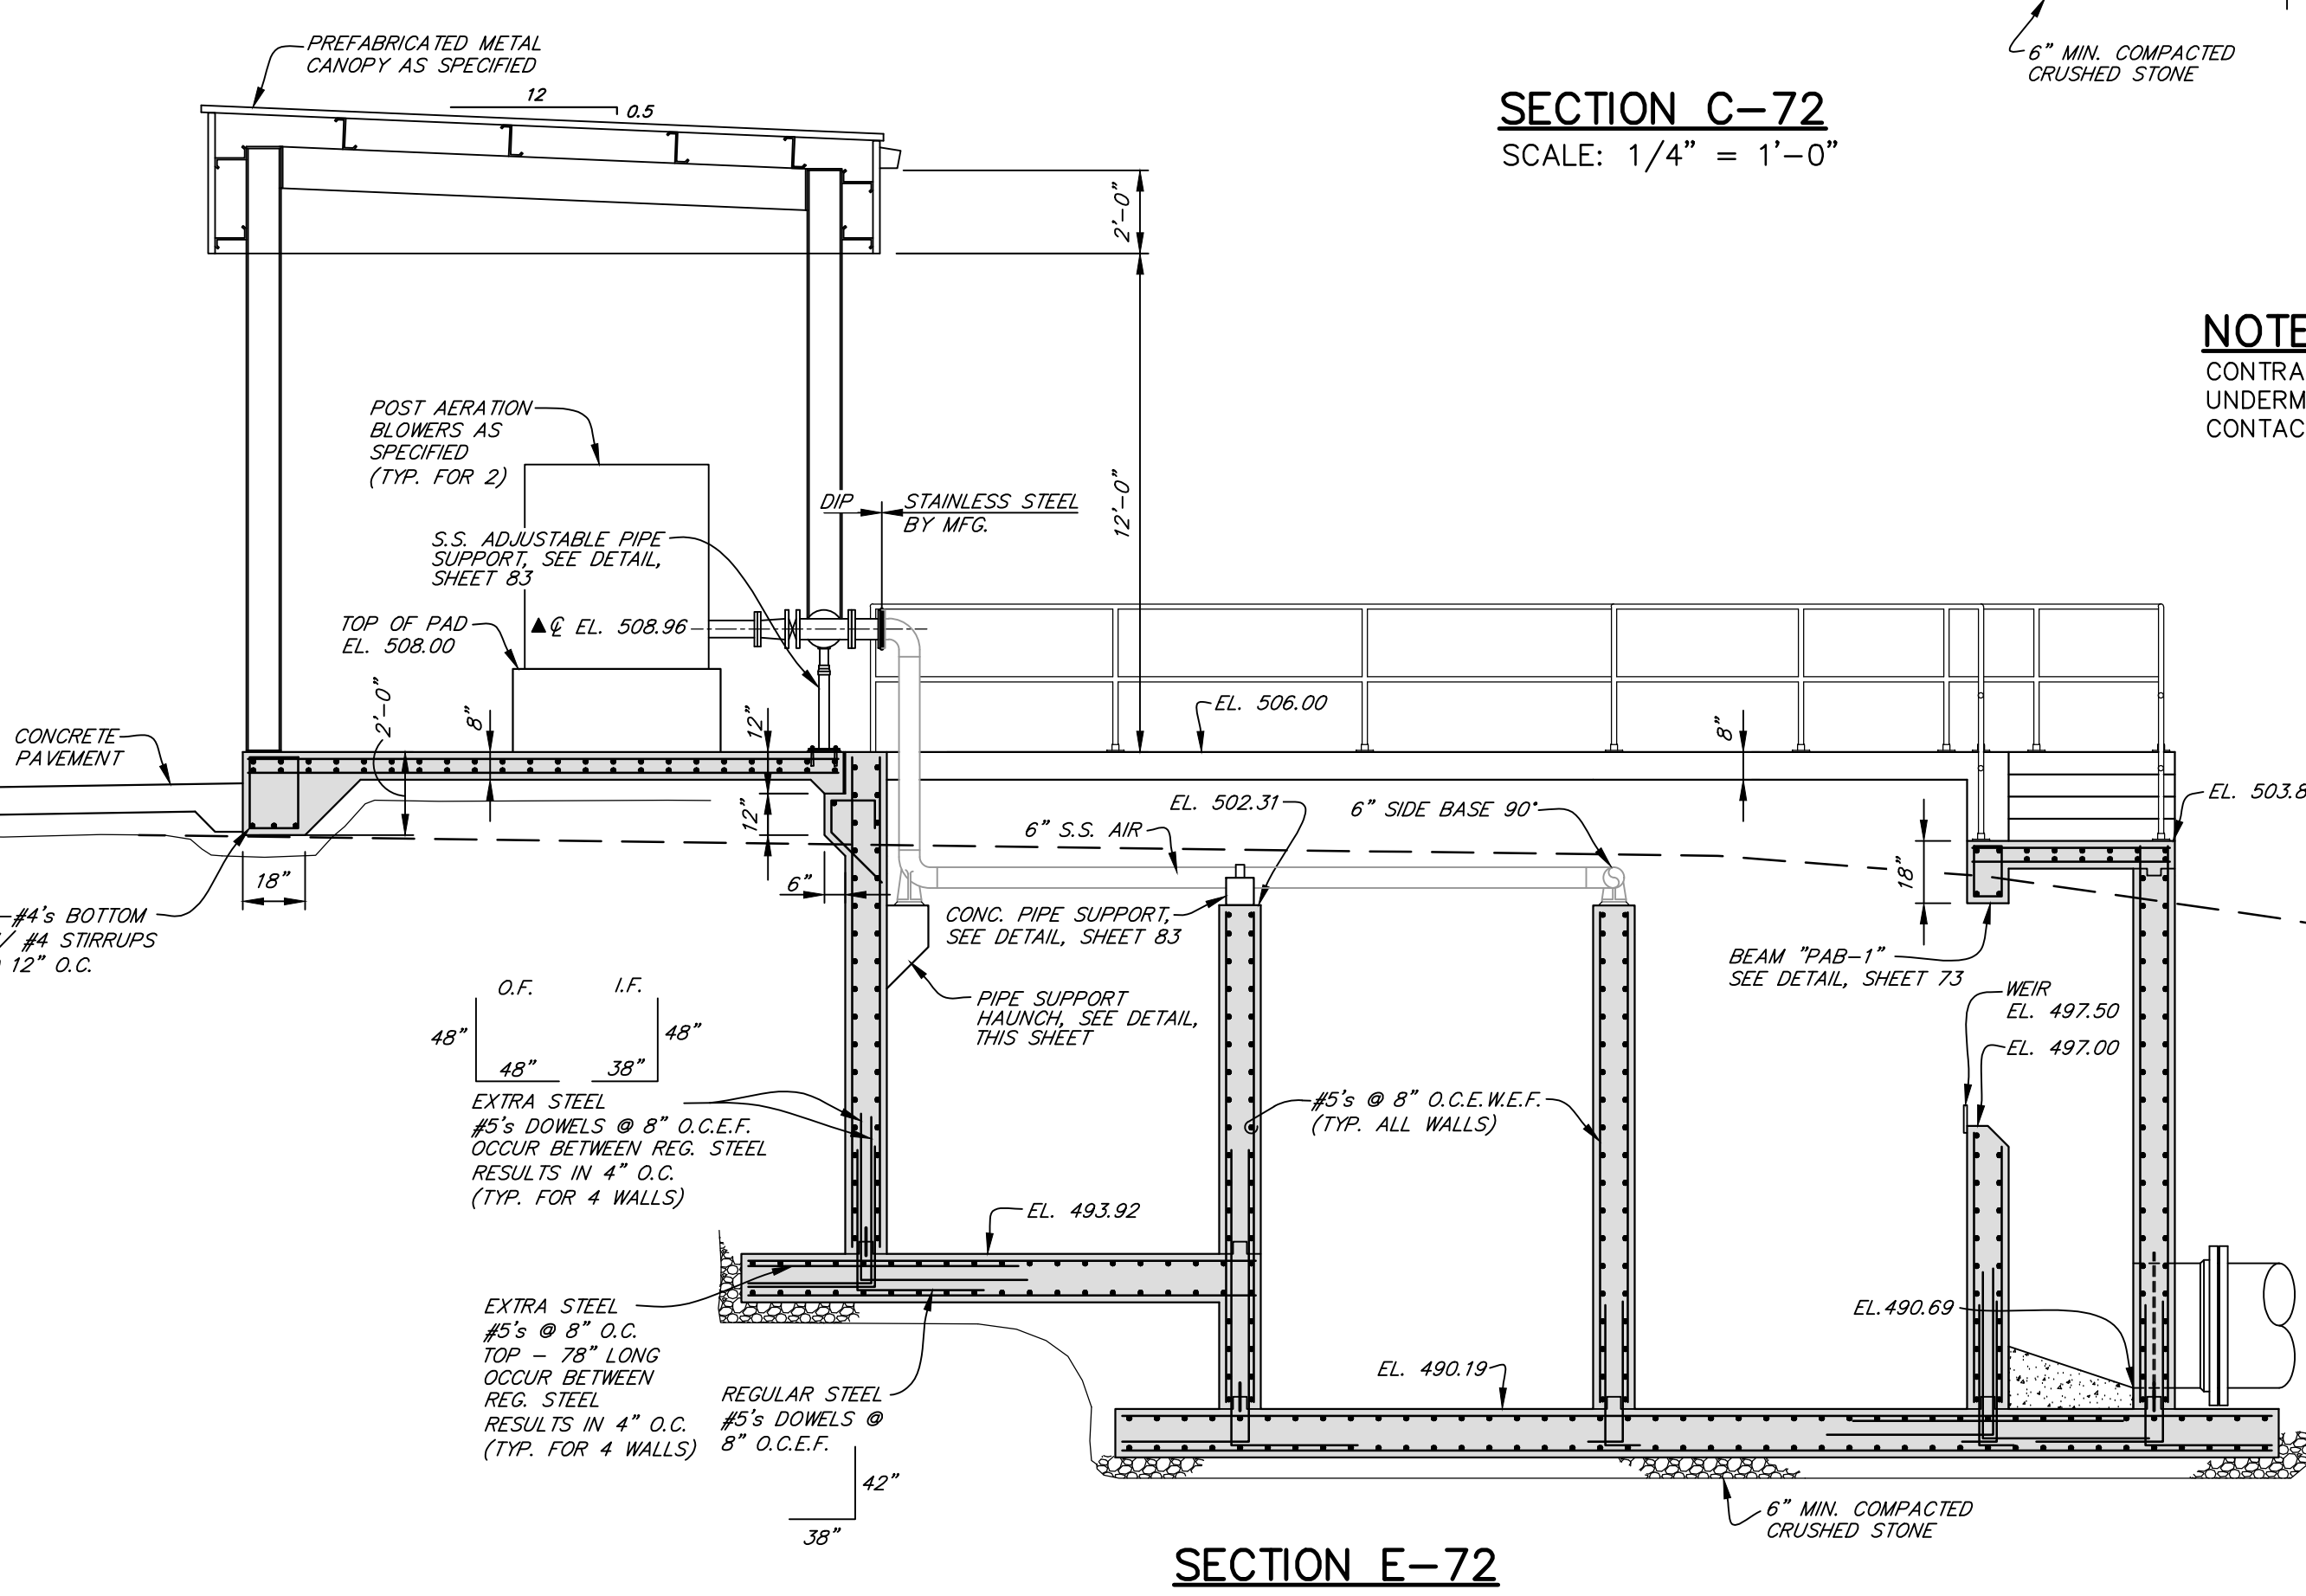 PREFABRICATED METAL
CANOPY AS SPECIFIED
12
0.5
6" MIN. COMPACTED
CRUSHED STONE
SECTION C-72
SCALE: 1/4" = 1'-0"
2'-0"
12'-0"
NOTE
CONTRA
UNDERM
CONTAC
POST AERATION
BLOWERS AS
SPECIFIED
(TYP. FOR 2)
DIP
STAINLESS STEEL
BY MFG.
S.S. ADJUSTABLE PIPE
SUPPORT, SEE DETAIL,
SHEET 83
TOP OF PAD
EL. 508.00
▲ ℄ EL. 508.96
CONCRETE
PAVEMENT
2'-0"
8"
12"
12"
6"
18"
EL. 506.00
8"
EL. 502.31
6" S.S. AIR
6" SIDE BASE 90°
EL. 503.8
18"
#4's BOTTOM
/ #4 STIRRUPS
12" O.C.
CONC. PIPE SUPPORT,
SEE DETAIL, SHEET 83
BEAM "PAB-1"
SEE DETAIL, SHEET 73
PIPE SUPPORT
HAUNCH, SEE DETAIL,
THIS SHEET
WEIR
EL. 497.50
EL. 497.00
O.F.
I.F.
48"
48"
48"
38"
EXTRA STEEL
#5's DOWELS @ 8" O.C.E.F.
OCCUR BETWEEN REG. STEEL
RESULTS IN 4" O.C.
(TYP. FOR 4 WALLS)
#5's @ 8" O.C.E.W.E.F.
(TYP. ALL WALLS)
EL. 493.92
EXTRA STEEL
#5's @ 8" O.C.
TOP - 78" LONG
OCCUR BETWEEN
REG. STEEL
RESULTS IN 4" O.C.
(TYP. FOR 4 WALLS)
REGULAR STEEL
#5's DOWELS @
8" O.C.E.F.
42"
38"
EL. 490.19
EL.490.69
6" MIN. COMPACTED
CRUSHED STONE
SECTION E-72